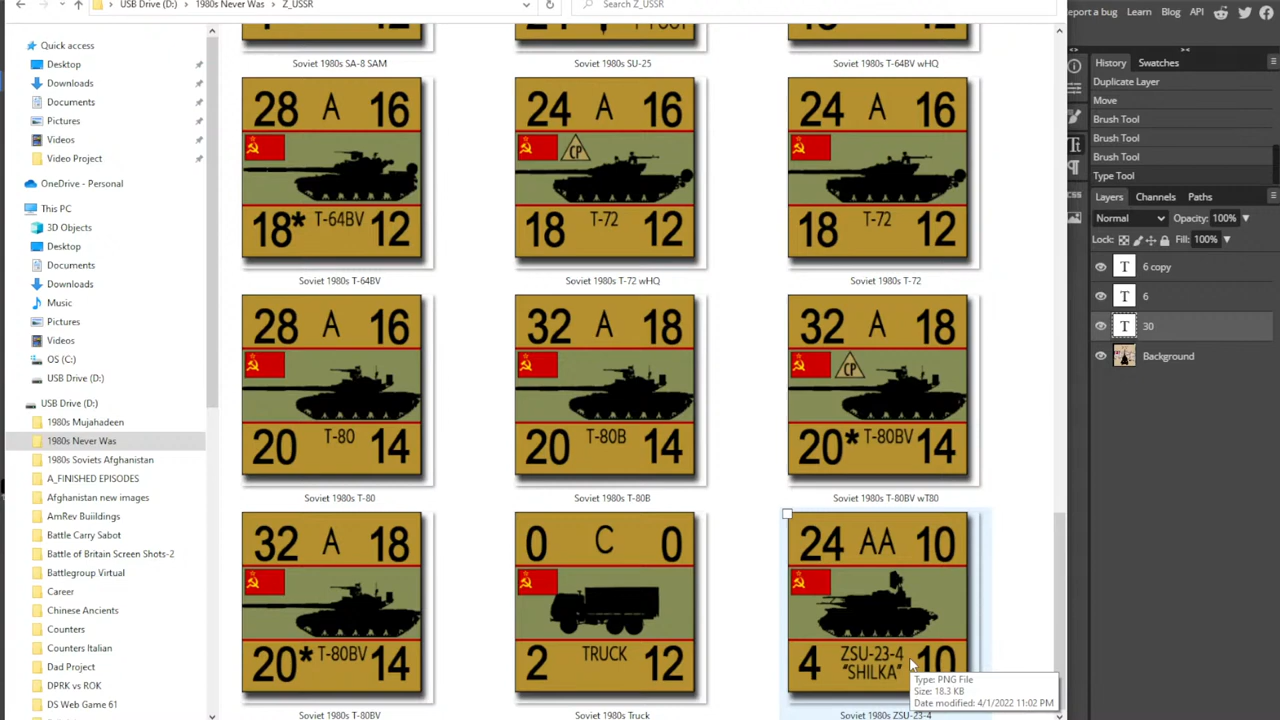 USB Drive (D:) › 1980s Never Was › Z_USSR
Search Z_USSR
eport a bug Learn Blog API
Quick access
Desktop
Downloads
Documents
Pictures
Videos
Video Project
OneDrive - Personal
This PC
3D Objects
Desktop
Documents
Downloads
Music
Pictures
Videos
OS (C:)
USB Drive (D:)
USB Drive (D:)
1980s Mujahadeen
1980s Never Was
1980s Soviets Afghanistan
A_FINISHED EPISODES
Afghanistan new images
AmRev Buiildings
Battle Carry Sabot
Battle of Britain Screen Shots-2
Battlegroup Virtual
Career
Chinese Ancients
Counters
Counters Italian
Dad Project
DPRK vs ROK
DS Web Game 61
Soviet 1980s SA-8 SAM
Soviet 1980s SU-25
Soviet 1980s T-64BV wHQ
28 A 16
18* T-64BV 12
Soviet 1980s T-64BV
24 A 16
CP
18 T-72 12
Soviet 1980s T-72 wHQ
24 A 16
18 T-72 12
Soviet 1980s T-72
28 A 16
20 T-80 14
Soviet 1980s T-80
32 A 18
20 T-80B 14
Soviet 1980s T-80B
32 A 18
CP
20* T-80BV 14
Soviet 1980s T-80BV wT80
32 A 18
20* T-80BV 14
Soviet 1980s T-80BV
0 C 0
2 TRUCK 12
Soviet 1980s Truck
24 AA 10
4 ZSU-23-4 10
“SHILKA”
Type: PNG File
Size: 18.3 KB
Date modified: 4/1/2022 11:02 PM
Soviet 1980s ZSU-23-4
History Swatches
Duplicate Layer
Move
Brush Tool
Brush Tool
Brush Tool
Type Tool
Layers Channels Paths
Normal Opacity: 100%
Lock: Fill: 100%
T 6 copy
T 6
T 30
Background